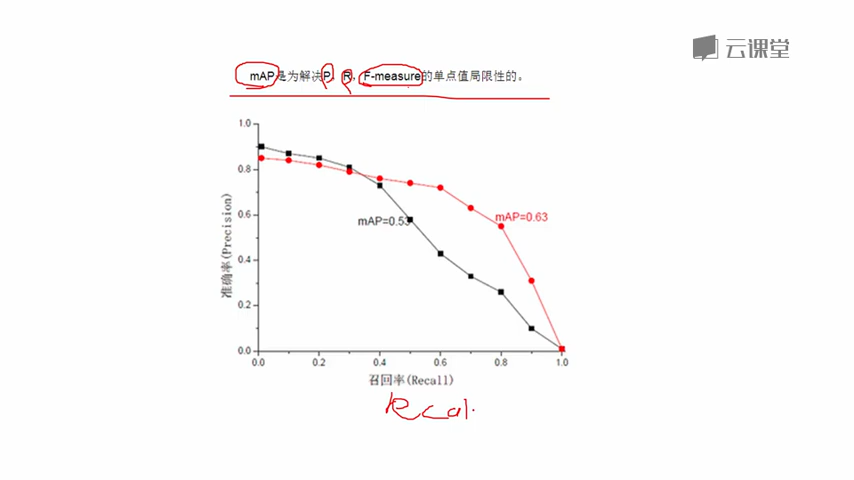 云课堂
mAP是为解决P，R，F-measure的单点值局限性的。
1.0
0.8
0.6
0.4
0.2
0.0
准确率(Precision)
mAP=0.53
mAP=0.63
0.0 0.2 0.4 0.6 0.8 1.0
召回率(Recall)
Recal